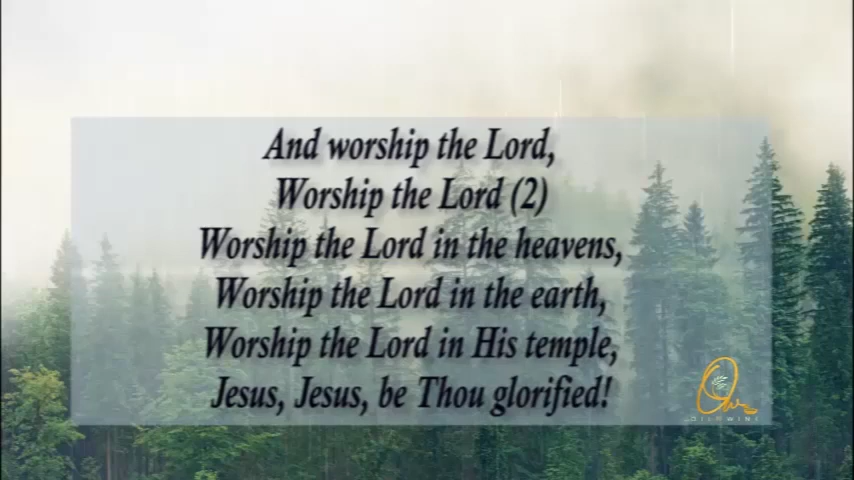 And worship the Lord,
Worship the Lord (2)
Worship the Lord in the heavens,
Worship the Lord in the earth,
Worship the Lord in His temple,
Jesus, Jesus, be Thou glorified!